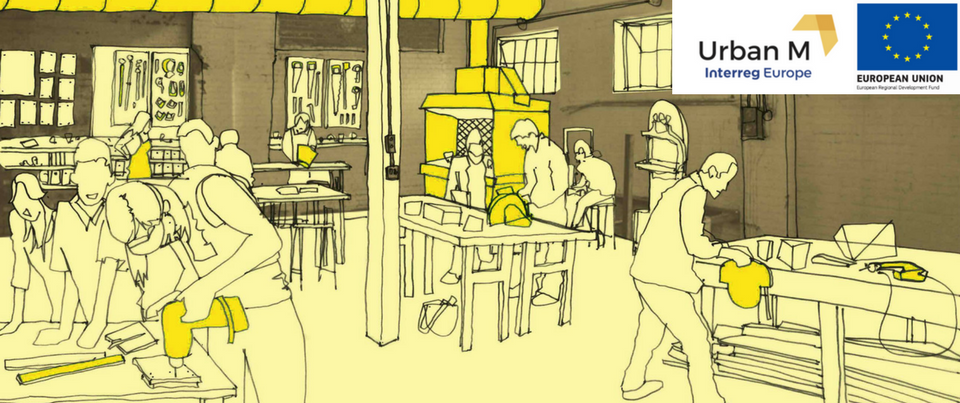 Urban M
Interreg Europe
EUROPEAN UNION
European Regional Development Fund